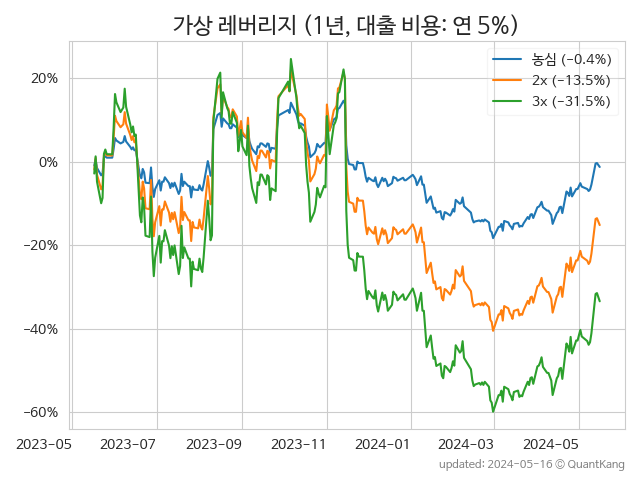 가상 레버리지 (1년, 대출 비용: 연 5%)
농심 (−0.4%)
2x (−13.5%)
3x (−31.5%)
20%
0%
−20%
−40%
−60%
2023−05 2023−07 2023−09 2023−11 2024−01 2024−03 2024−05
updated: 2024−05−16 © QuantKang